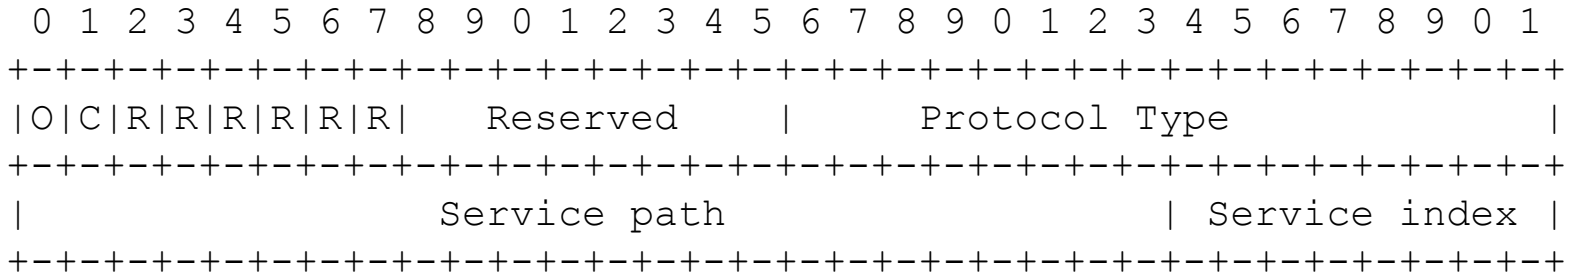 0 1 2 3 4 5 6 7 8 9 0 1 2 3 4 5 6 7 8 9 0 1 2 3 4 5 6 7 8 9 0 1
+-+-+-+-+-+-+-+-+-+-+-+-+-+-+-+-+-+-+-+-+-+-+-+-+-+-+-+-+-+-+-+-+
|O|C|R|R|R|R|R|R|   Reserved    |     Protocol Type             |
+-+-+-+-+-+-+-+-+-+-+-+-+-+-+-+-+-+-+-+-+-+-+-+-+-+-+-+-+-+-+-+-+
|                 Service path                  | Service index |
+-+-+-+-+-+-+-+-+-+-+-+-+-+-+-+-+-+-+-+-+-+-+-+-+-+-+-+-+-+-+-+-+